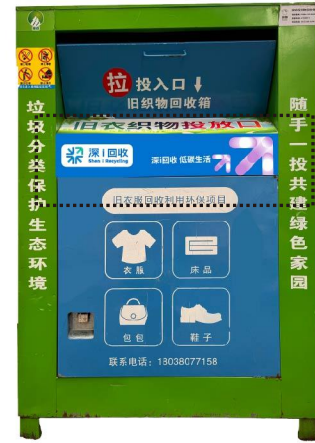 拉 投入口
旧织物回收箱
旧衣织物投放口
深i回收
Shen i Recycling
深i回收 低碳生活
旧衣服回收利用环保项目
衣服
床品
包包
鞋子
联系电话：18038077158
垃圾分类保护生态环境
随手一投共建绿色家园